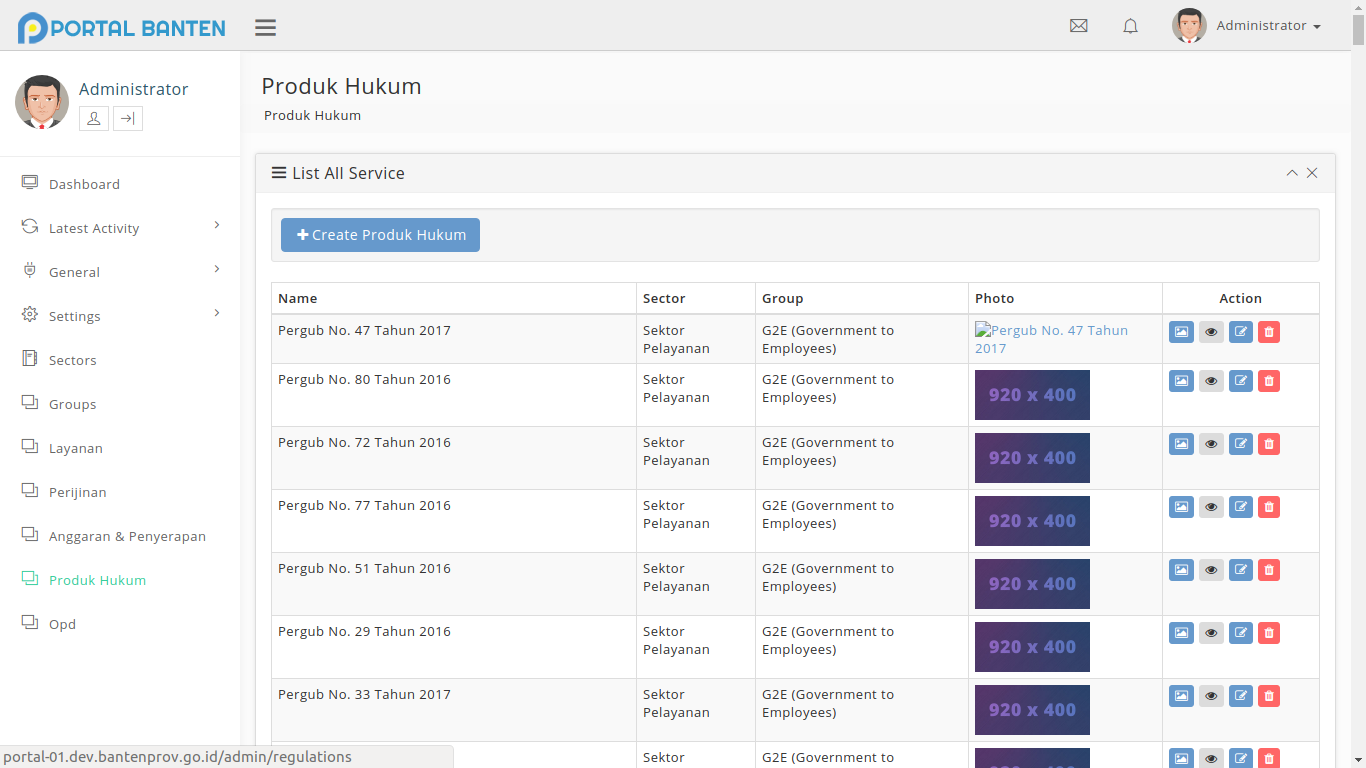 PORTAL BANTEN
Administrator
Administrator
Dashboard
Latest Activity
General
Settings
Sectors
Groups
Layanan
Perijinan
Anggaran & Penyerapan
Produk Hukum
Opd
Produk Hukum
Produk Hukum
List All Service
Create Produk Hukum
Name Sector Group Photo Action
Pergub No. 47 Tahun 2017 Sektor G2E (Government to Pergub No. 47 Tahun
Pelayanan Employees) 2017
Pergub No. 80 Tahun 2016 Sektor G2E (Government to 920 x 400
Pelayanan Employees)
Pergub No. 72 Tahun 2016 Sektor G2E (Government to 920 x 400
Pelayanan Employees)
Pergub No. 77 Tahun 2016 Sektor G2E (Government to 920 x 400
Pelayanan Employees)
Pergub No. 51 Tahun 2016 Sektor G2E (Government to 920 x 400
Pelayanan Employees)
Pergub No. 29 Tahun 2016 Sektor G2E (Government to 920 x 400
Pelayanan Employees)
Pergub No. 33 Tahun 2017 Sektor G2E (Government to 920 x 400
Pelayanan Employees)
Sektor G2E (Government to
portal-01.dev.bantenprov.go.id/admin/regulations